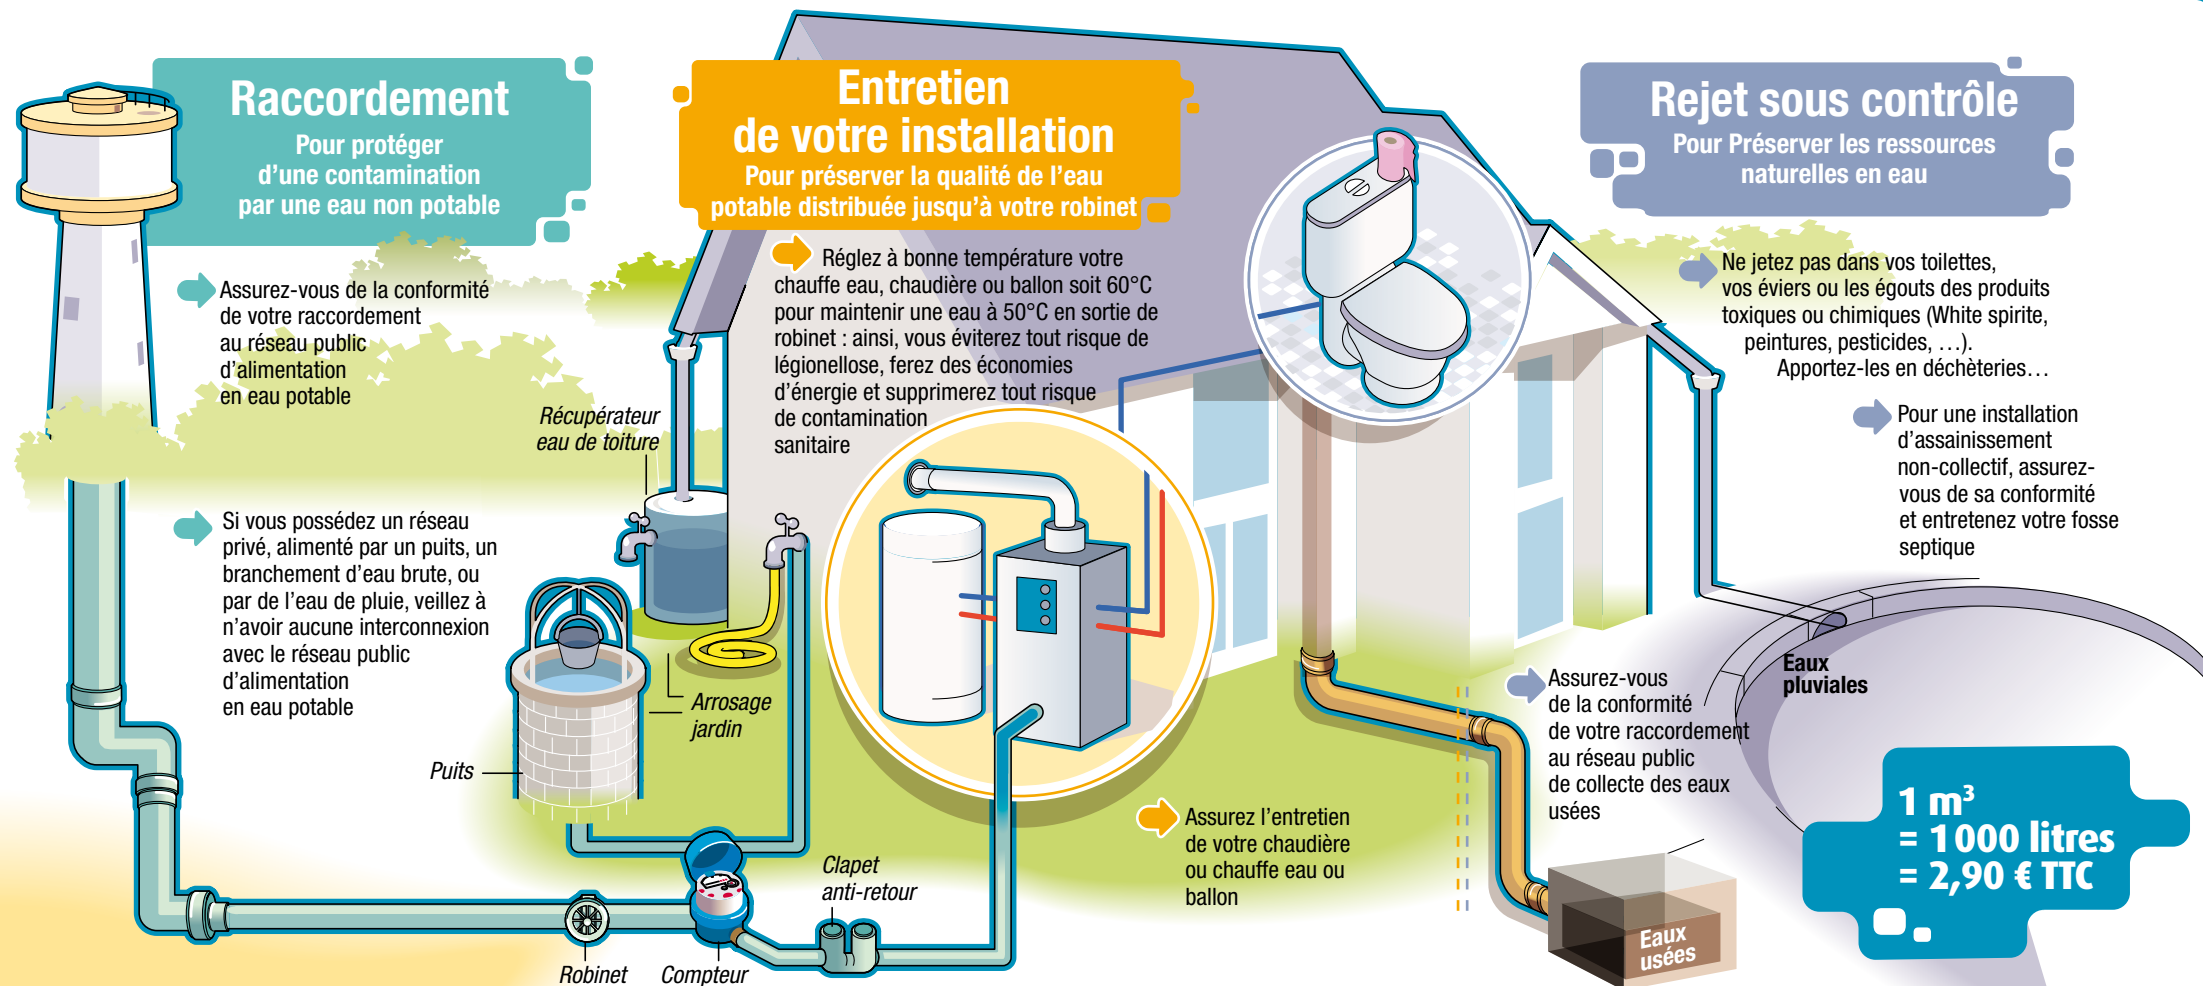 Raccordement
Pour protéger
d'une contamination
par une eau non potable
Assurez-vous de la conformité
de votre raccordement
au réseau public
d'alimentation
en eau potable
Si vous possédez un réseau
privé, alimenté par un puits, un
branchement d'eau brute, ou
par de l'eau de pluie, veillez à
n'avoir aucune interconnexion
avec le réseau public
d'alimentation
en eau potable
Récupérateur
eau de toiture
Arrosage
jardin
Puits
Robinet
Compteur
Clapet
anti-retour
Entretien
de votre installation
Pour préserver la qualité de l'eau
potable distribuée jusqu'à votre robinet
Réglez à bonne température votre
chauffe eau, chaudière ou ballon soit 60°C
pour maintenir une eau à 50°C en sortie de
robinet : ainsi, vous éviterez tout risque de
légionellose, ferez des économies
d'énergie et supprimerez tout risque
de contamination
sanitaire
Assurez l'entretien
de votre chaudière
ou chauffe eau ou
ballon
Rejet sous contrôle
Pour Préserver les ressources
naturelles en eau
Ne jetez pas dans vos toilettes,
vos éviers ou les égouts des produits
toxiques ou chimiques (White spirite,
peintures, pesticides, …).
Apportez-les en déchèteries…
Pour une installation
d'assainissement
non-collectif, assurez-
vous de sa conformité
et entretenez votre fosse
septique
Assurez-vous
de la conformité
de votre raccordement
au réseau public
de collecte des eaux
usées
Eaux
pluviales
Eaux
usées
1 m³
= 1000 litres
= 2,90 € TTC